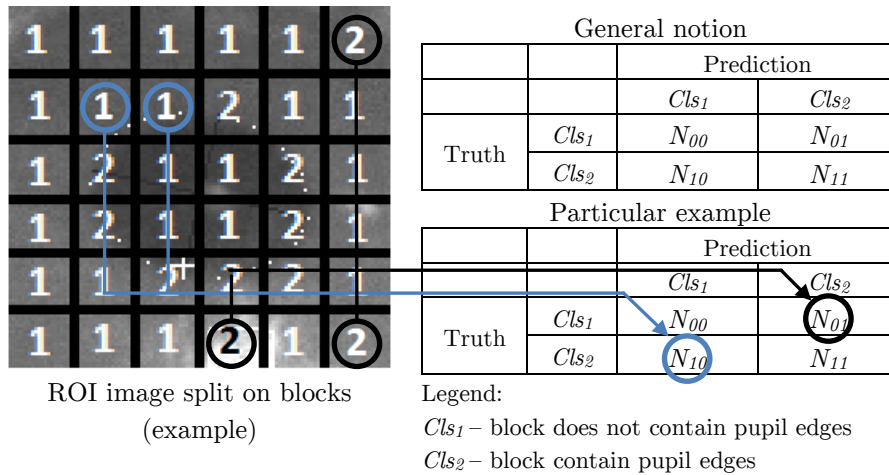 1 1 1 1 1 2
1 1 1 2 1 1
1 2 1 1 2 1
1 2 1 1 2 1
1 1 2 2 2 1
1 1 1 2 1 2
ROI image split on blocks
(example)
General notion
Prediction
Cls1 Cls2
Truth
Cls1 N00 N01
Cls2 N10 N11
Particular example
Prediction
Cls1 Cls2
Truth
Cls1 N00 N01
Cls2 N10 N11
Legend:
Cls1 – block does not contain pupil edges
Cls2 – block contain pupil edges